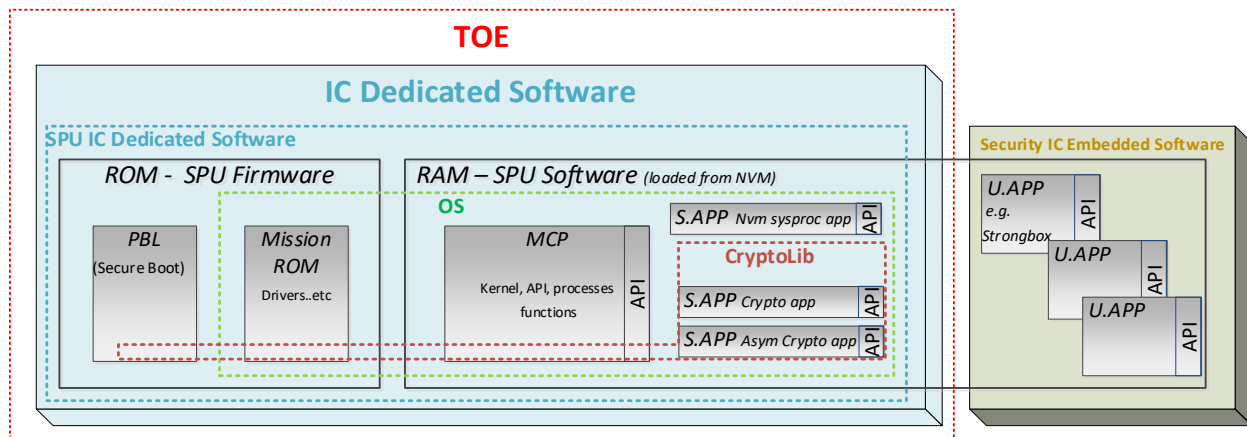 TOE
IC Dedicated Software
SPU IC Dedicated Software
ROM - SPU Firmware
PBL
(Secure Boot)
Mission
ROM
Drivers..etc
RAM – SPU Software (loaded from NVM)
OS
MCP
Kernel, API, processes
functions
API
S.APP Nvm sysproc app
API
CryptoLib
S.APP Crypto app
API
S.APP Asym Crypto app
API
Security IC Embedded Software
U.APP
e.g.
Strongbox
API
U.APP
API
U.APP
API